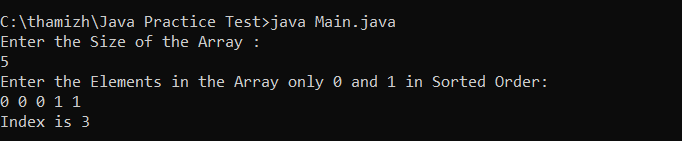 C:\thamizh\Java Practice Test>java Main.java
Enter the Size of the Array :
5
Enter the Elements in the Array only 0 and 1 in Sorted Order:
0 0 0 1 1
Index is 3